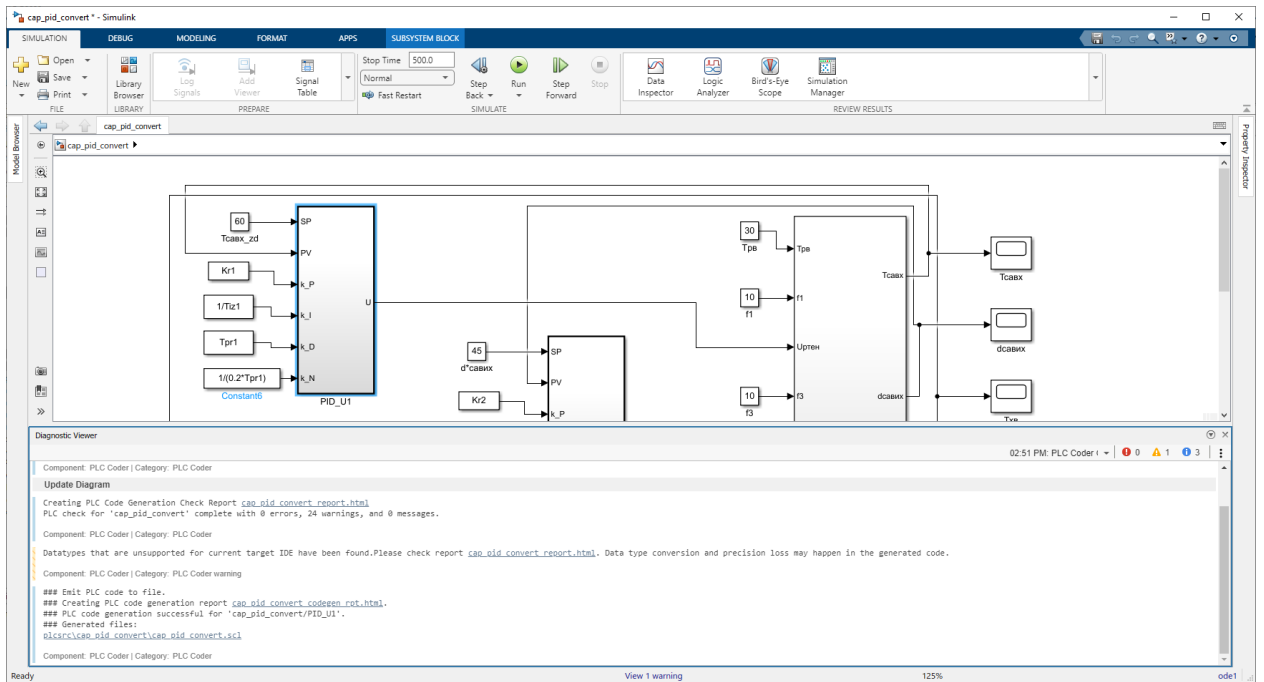 cap_pid_convert * - Simulink
SIMULATION DEBUG MODELING FORMAT APPS SUBSYSTEM BLOCK
New
Open
Save
Print
FILE
Library Browser
LIBRARY
Log Signals
Add Viewer
Signal Table
PREPARE
Stop Time 500.0
Normal
Fast Restart
Step Back
Run
Step Forward
Stop
SIMULATE
Data Inspector
Logic Analyzer
Bird's-Eye Scope
Simulation Manager
REVIEW RESULTS
Model Browser
cap_pid_convert
cap_pid_convert
Property Inspector
60
Tсавх_zd
Kr1
1/Tiz1
Tpr1
1/(0.2*Tpr1)
Constant6
SP
PV
k_P
k_I
k_D
k_N
U
PID_U1
45
d*савих
Kr2
SP
PV
k_P
30
Tрв
10
f1
10
f3
Tрв
f1
Uртен
f3
Tсавх
dсавих
Tсавх
dсавих
Tхв
Diagnostic Viewer
02:51 PM: PLC Coder ( 0 1 3
Component: PLC Coder | Category: PLC Coder
Update Diagram
Creating PLC Code Generation Check Report cap_pid_convert_report.html
PLC check for 'cap_pid_convert' complete with 0 errors, 24 warnings, and 0 messages.
Component: PLC Coder | Category: PLC Coder
Datatypes that are unsupported for current target IDE have been found.Please check report cap_pid_convert_report.html. Data type conversion and precision loss may happen in the generated code.
Component: PLC Coder | Category: PLC Coder warning
### Emit PLC code to file.
### Creating PLC code generation report cap_pid_convert_codegen_rpt.html.
### PLC code generation successful for 'cap_pid_convert/PID_U1'.
### Generated files:
plcsrc\cap_pid_convert\cap_pid_convert.scl
Component: PLC Coder | Category: PLC Coder
Ready View 1 warning 125% ode1